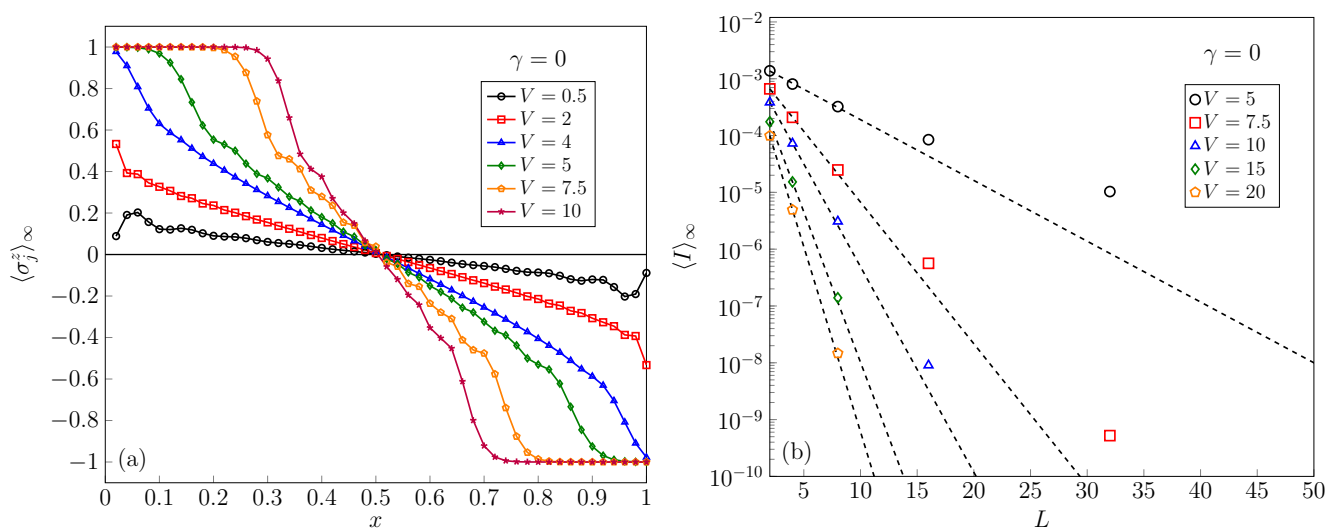 γ = 0
V = 0.5
V = 2
V = 4
V = 5
V = 7.5
V = 10
1
0.8
0.6
0.4
0.2
0
−0.2
−0.4
−0.6
−0.8
−1
⟨σ_j^z⟩_∞
(a)
0 0.1 0.2 0.3 0.4 0.5 0.6 0.7 0.8 0.9 1
x
γ = 0
V = 5
V = 7.5
V = 10
V = 15
V = 20
10^−2
10^−3
10^−4
10^−5
10^−6
10^−7
10^−8
10^−9
10^−10
⟨I⟩_∞
(b)
5 10 15 20 25 30 35 40 45 50
L